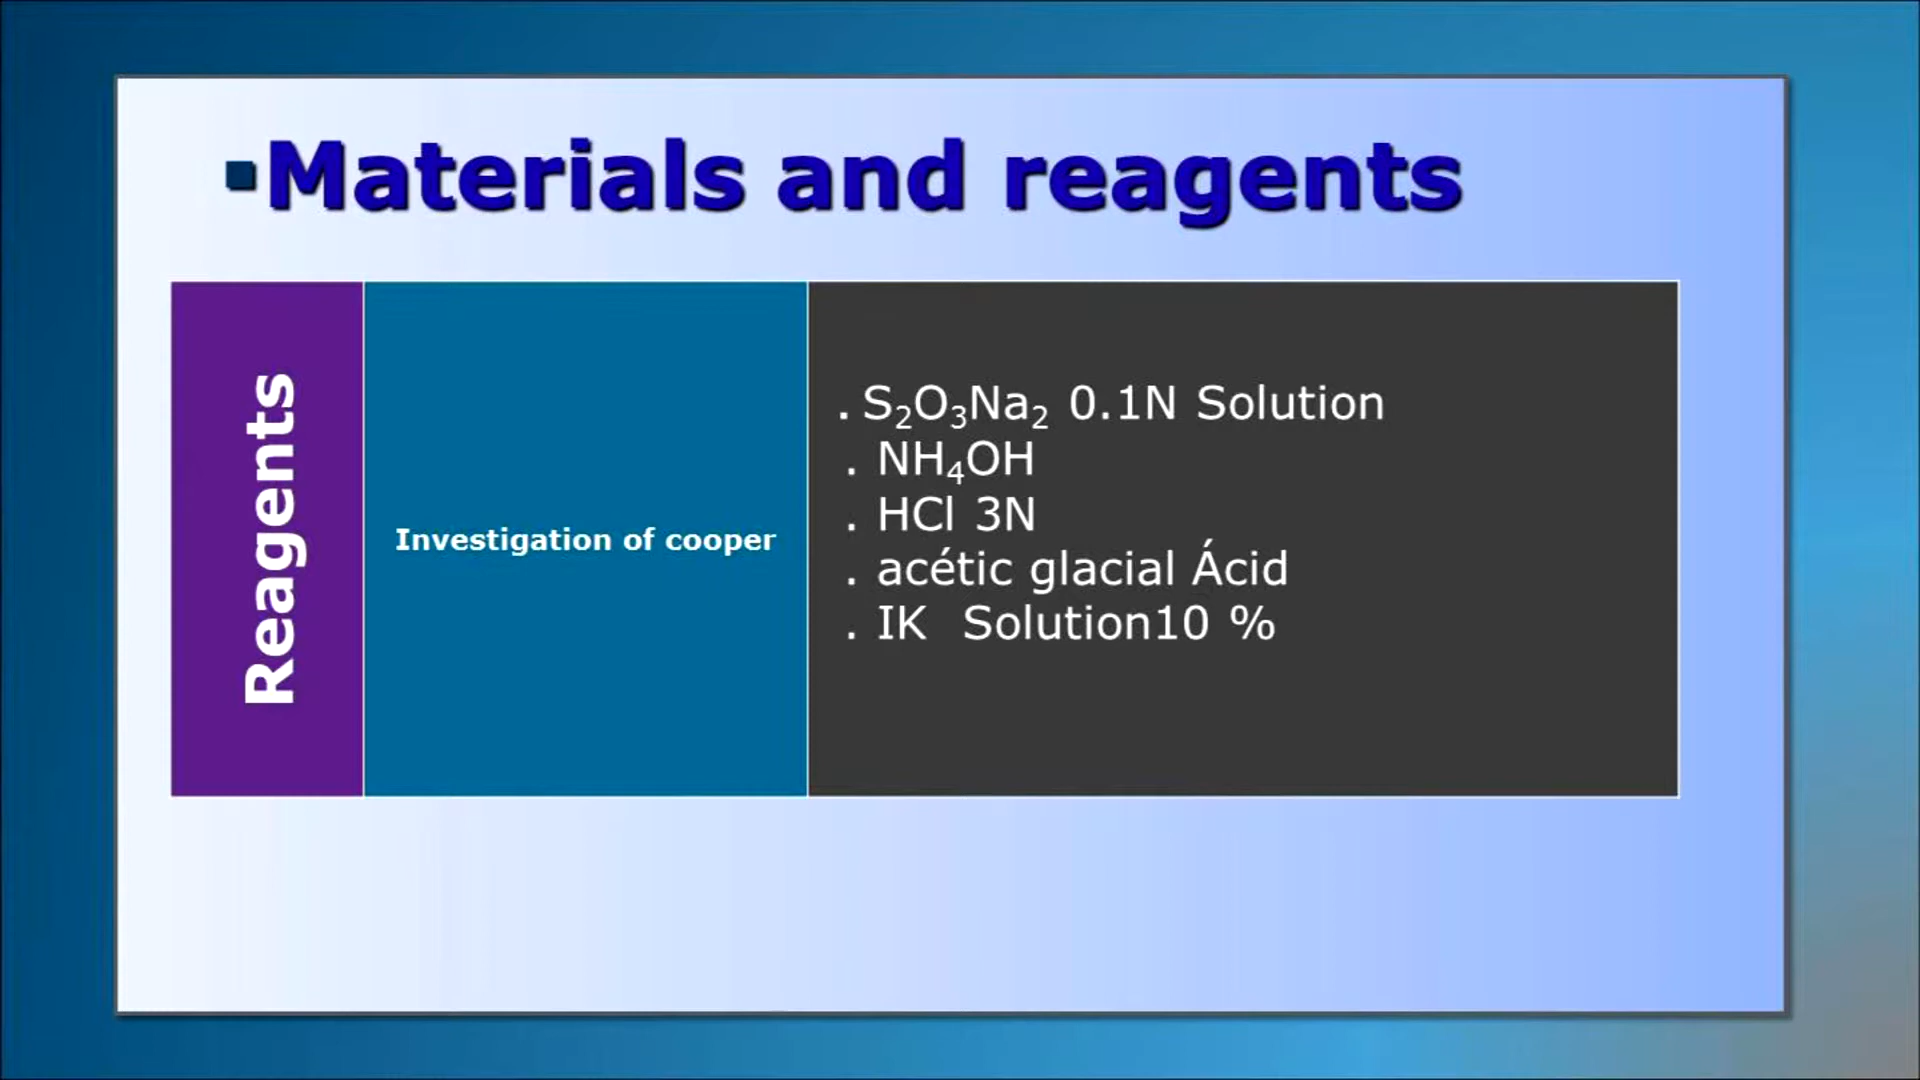 ▪Materials and reagents
Reagents
Investigation of cooper
. S₂O₃Na₂ 0.1N Solution
. NH₄OH
. HCl 3N
. acétic glacial Ácid
. IK  Solution10 %